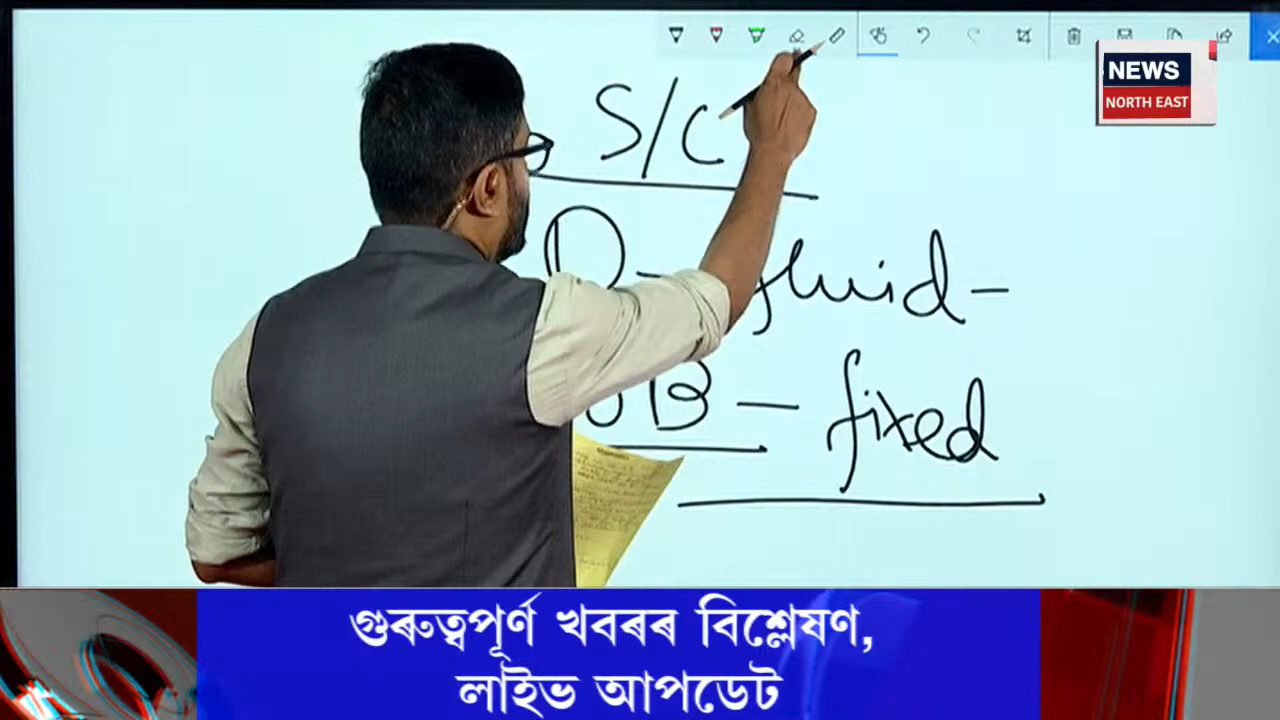 NEWS
NORTH EAST
S/C
fluid-
B - fixed
গুৰুত্বপূৰ্ণ খবৰৰ বিশ্লেষণ,
লাইভ আপডেট